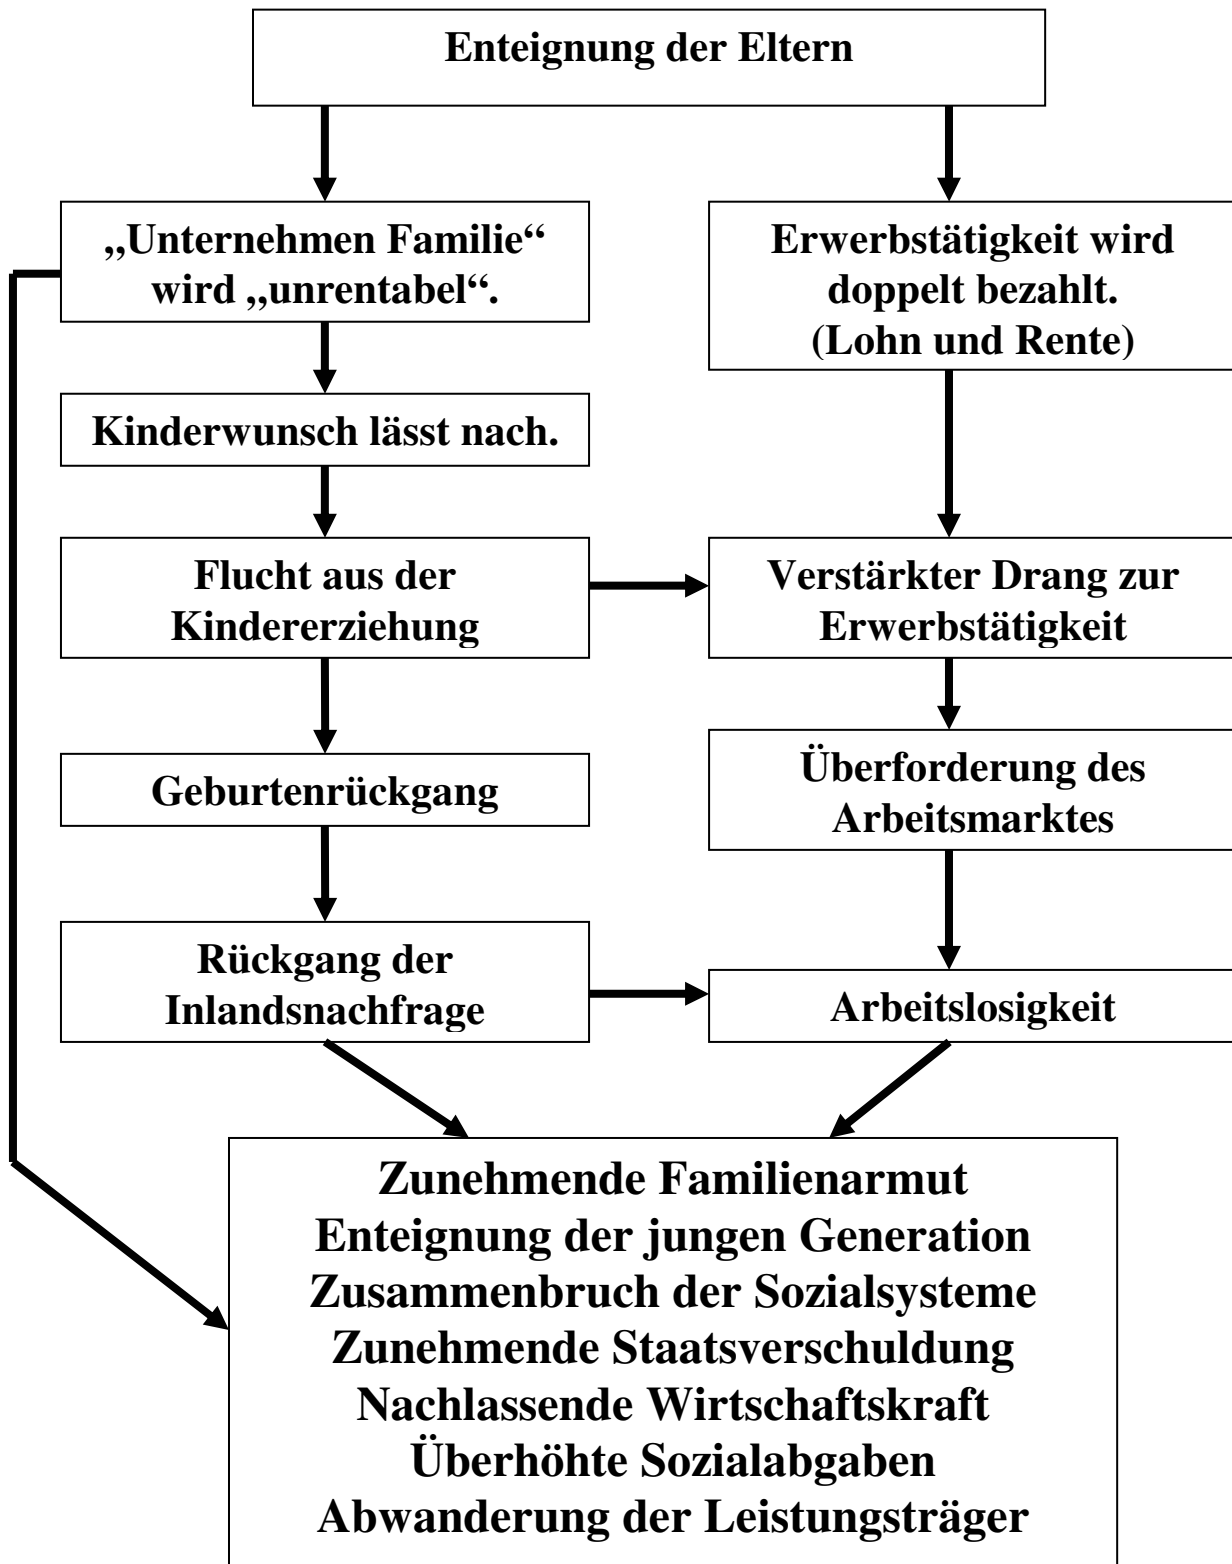 Enteignung der Eltern
„Unternehmen Familie“
wird „unrentabel“.
Erwerbstätigkeit wird
doppelt bezahlt.
(Lohn und Rente)
Kinderwunsch lässt nach.
Flucht aus der
Kindererziehung
Verstärkter Drang zur
Erwerbstätigkeit
Geburtenrückgang
Überforderung des
Arbeitsmarktes
Rückgang der
Inlandsnachfrage
Arbeitslosigkeit
Zunehmende Familienarmut
Enteignung der jungen Generation
Zusammenbruch der Sozialsysteme
Zunehmende Staatsverschuldung
Nachlassende Wirtschaftskraft
Überhöhte Sozialabgaben
Abwanderung der Leistungsträger